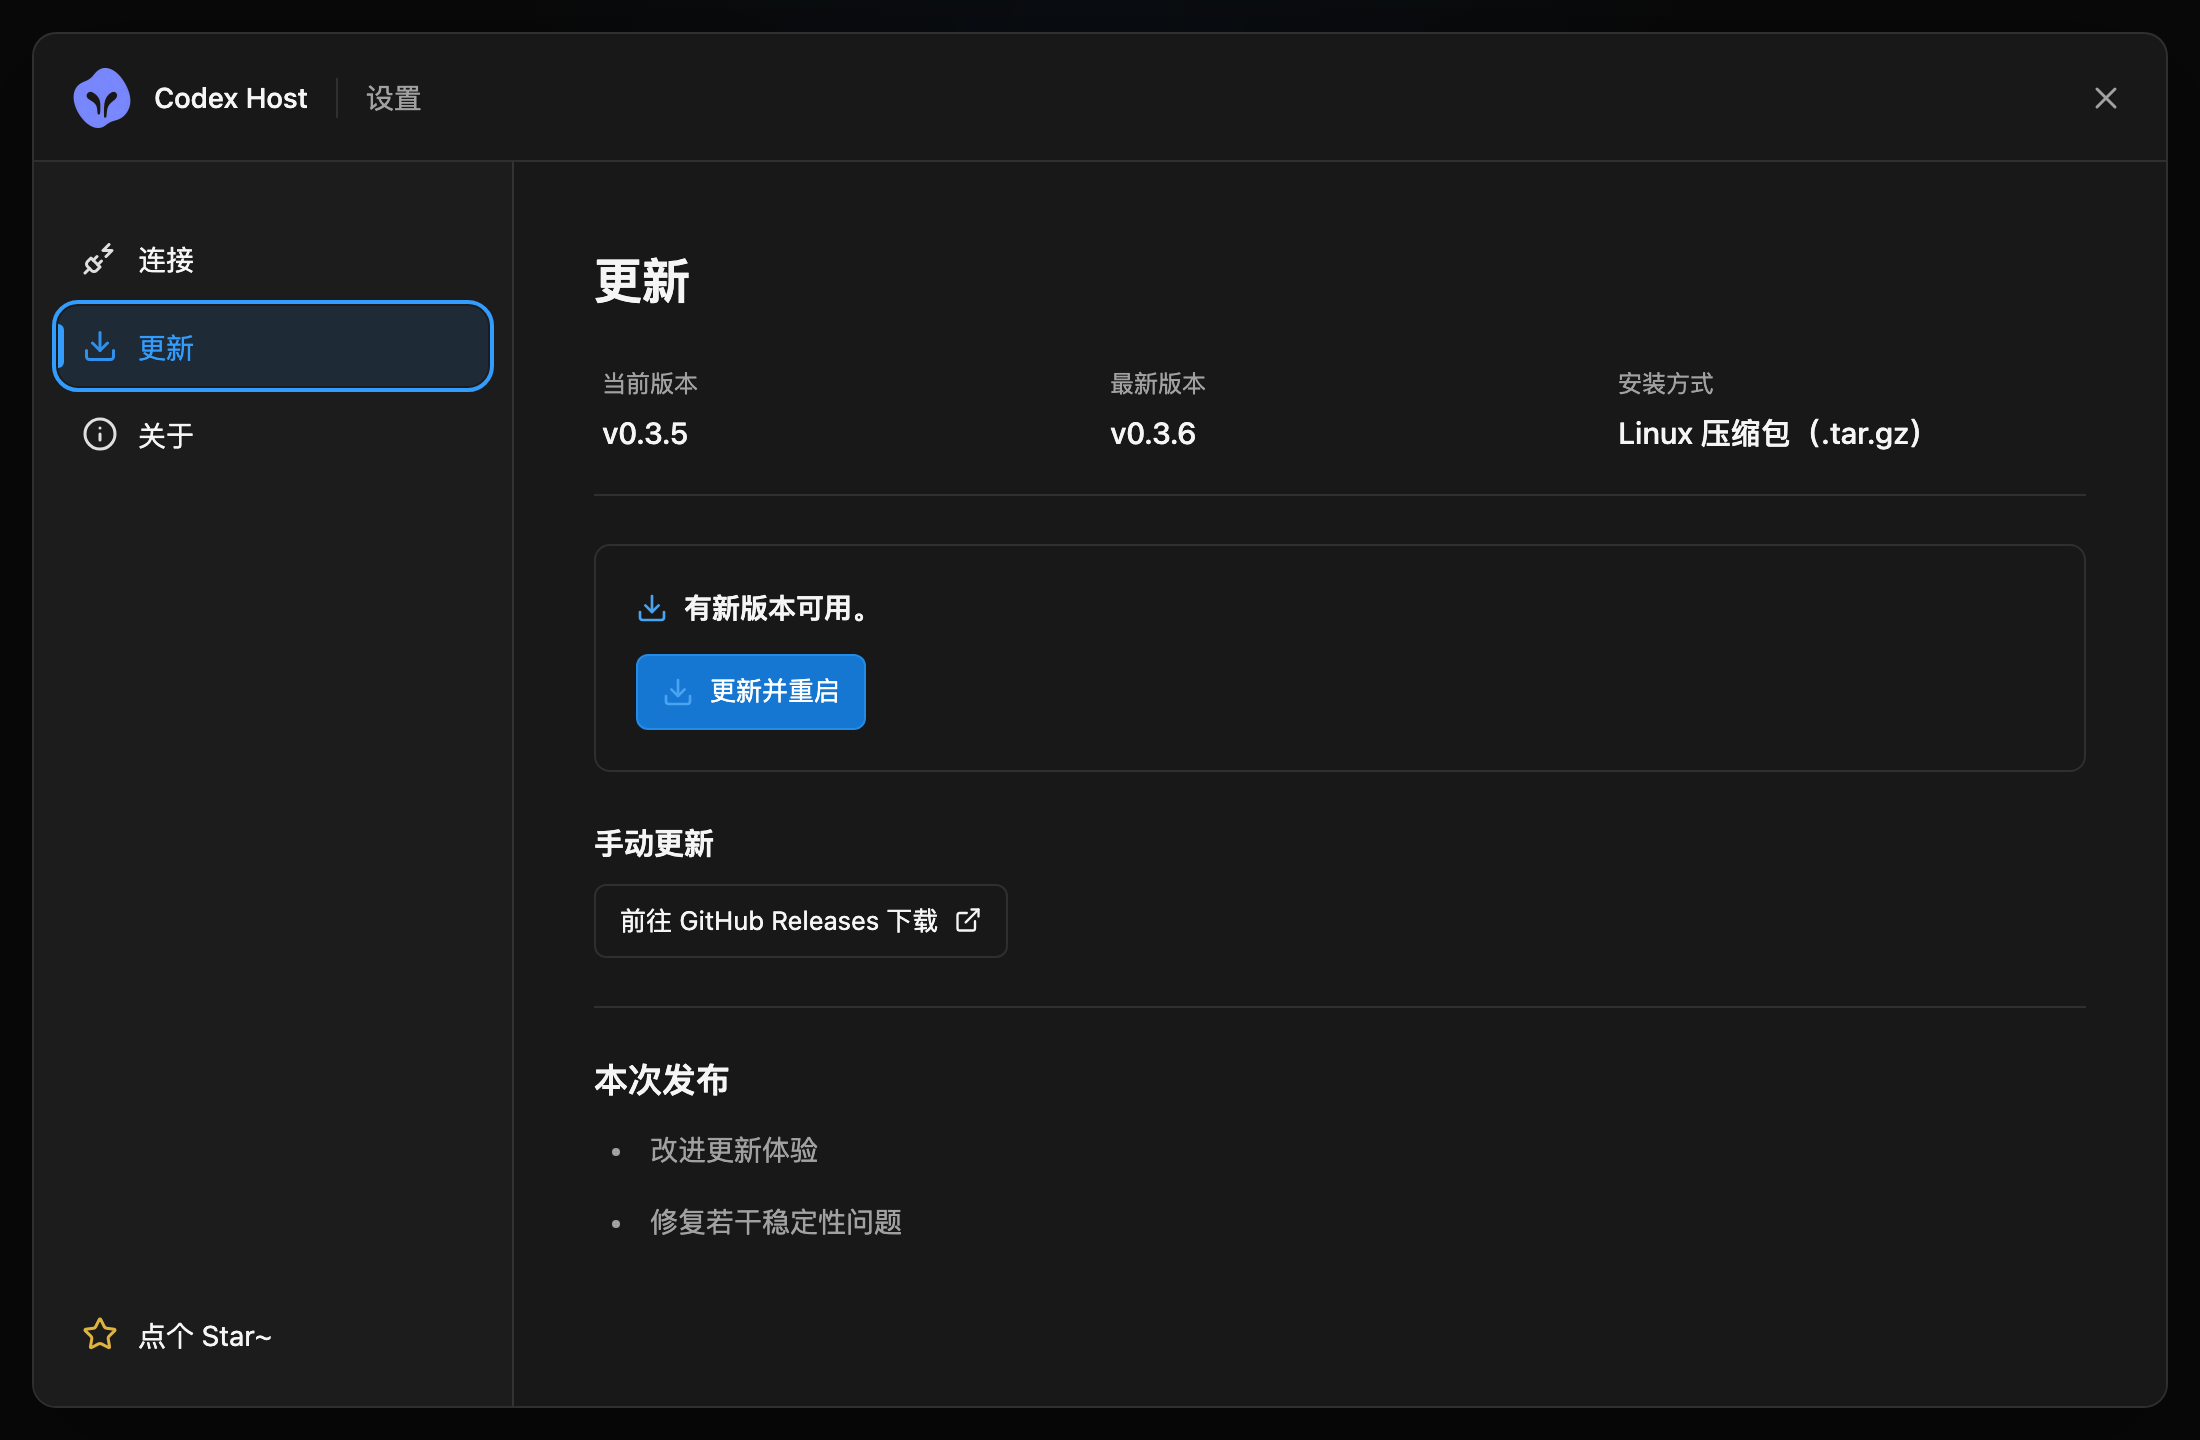 Codex Host
设置
连接
更新
关于
点个 Star~
更新
当前版本
v0.3.5
最新版本
v0.3.6
安装方式
Linux 压缩包（.tar.gz）
有新版本可用。
更新并重启
手动更新
前往 GitHub Releases 下载
本次发布
• 改进更新体验
• 修复若干稳定性问题